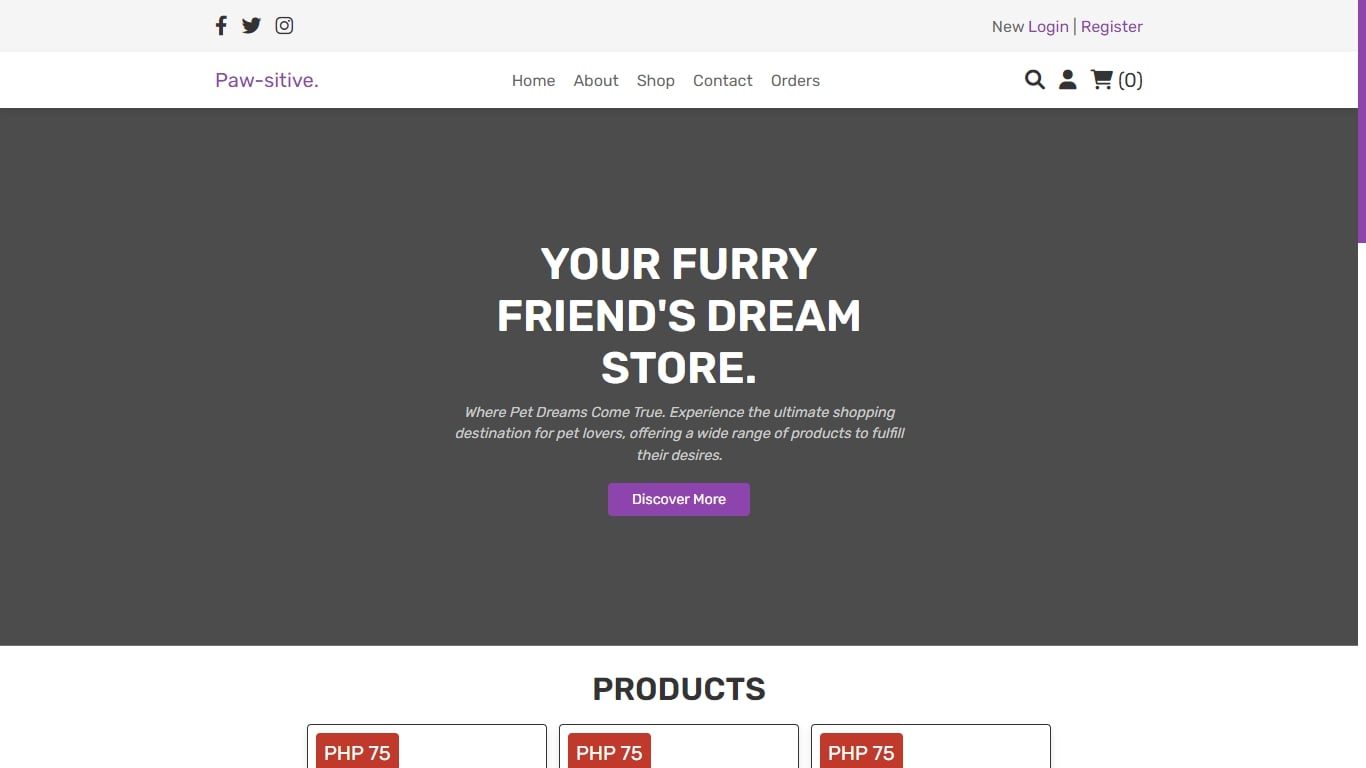 New Login | Register
Paw-sitive.
Home About Shop Contact Orders
(0)
YOUR FURRY
FRIEND'S DREAM
STORE.
Where Pet Dreams Come True. Experience the ultimate shopping
destination for pet lovers, offering a wide range of products to fulfill
their desires.
Discover More
PRODUCTS
PHP 75 PHP 75 PHP 75